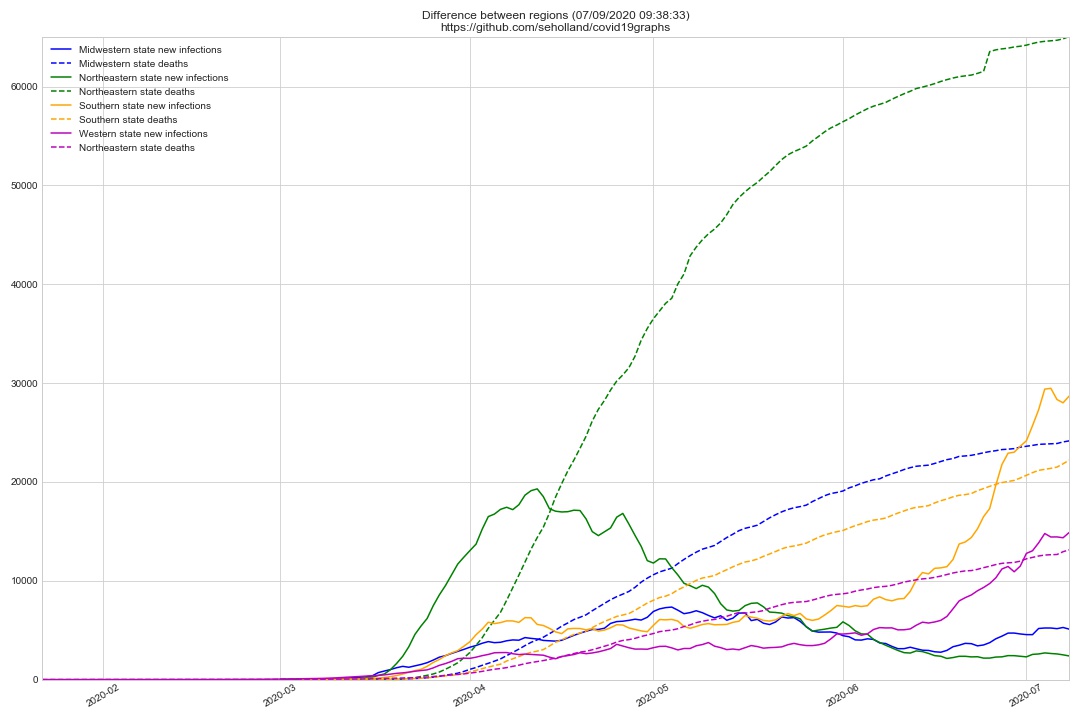 Difference between regions (07/09/2020 09:38:33)
https://github.com/seholland/covid19graphs
Midwestern state new infections
Midwestern state deaths
Northeastern state new infections
Northeastern state deaths
Southern state new infections
Southern state deaths
Western state new infections
Northeastern state deaths
60000
50000
40000
30000
20000
10000
0
2020-02
2020-03
2020-04
2020-05
2020-06
2020-07